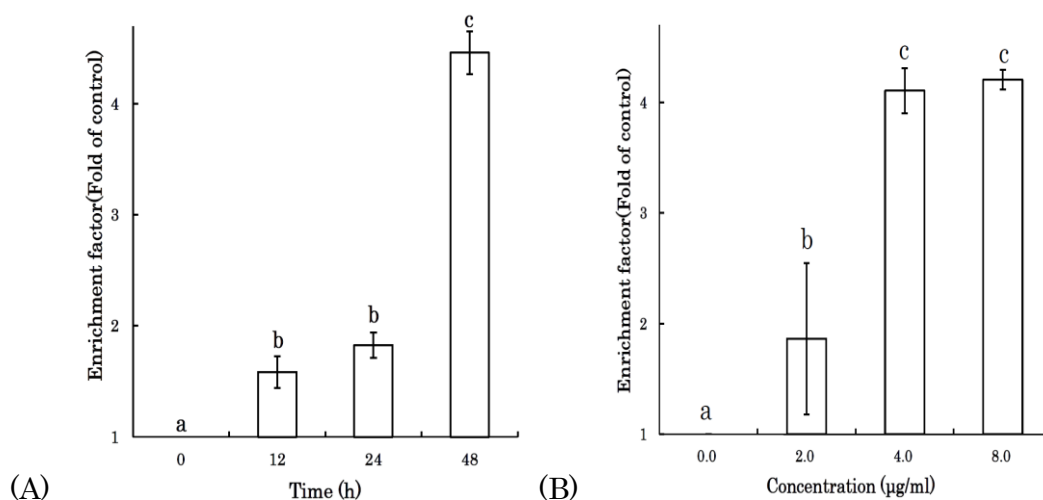 Enrichment factor(Fold of control)
4
3
2
1
a
b
b
c
0
12
24
48
Time (h)
(A)
Enrichment factor(Fold of control)
4
3
2
1
a
b
c
c
0.0
2.0
4.0
8.0
Concentration (µg/ml)
(B)